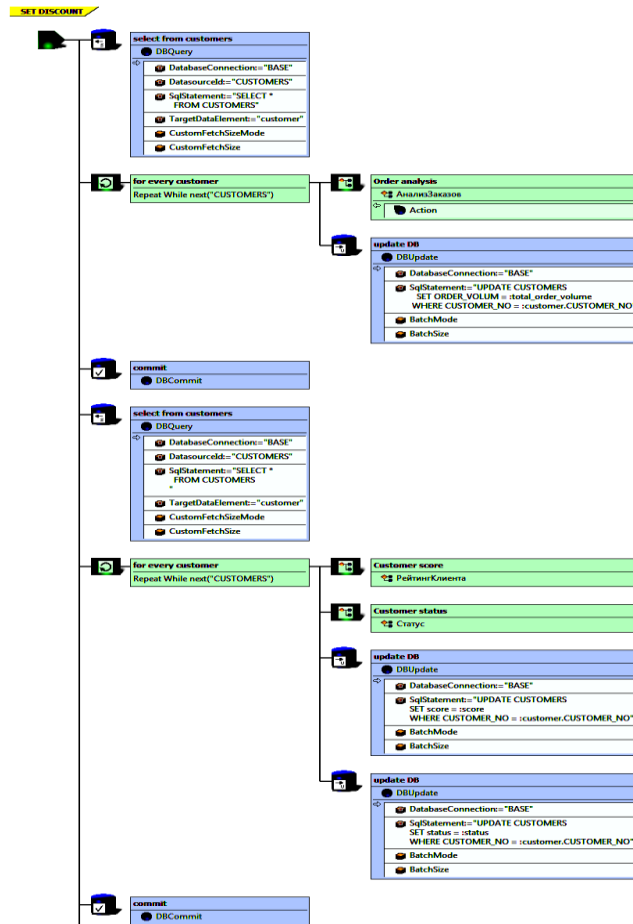 SET DISCOUNT
select from customers
DBQuery
DatabaseConnection:="BASE"
DatasourceId:="CUSTOMERS"
SqlStatement:="SELECT *
FROM CUSTOMERS"
TargetDataElement:="customer"
CustomFetchSizeMode
CustomFetchSize
for every customer
Repeat While next("CUSTOMERS")
Order analysis
АнализЗаказов
Action
update DB
DBUpdate
DatabaseConnection:="BASE"
SqlStatement:="UPDATE CUSTOMERS
SET ORDER_VOLUM = :total_order_volume
WHERE CUSTOMER_NO = :customer.CUSTOMER_NO"
BatchMode
BatchSize
commit
DBCommit
select from customers
DBQuery
DatabaseConnection:="BASE"
DatasourceId:="CUSTOMERS"
SqlStatement:="SELECT *
FROM CUSTOMERS
"
TargetDataElement:="customer"
CustomFetchSizeMode
CustomFetchSize
for every customer
Repeat While next("CUSTOMERS")
Customer score
РейтингКлиента
Customer status
Статус
update DB
DBUpdate
DatabaseConnection:="BASE"
SqlStatement:="UPDATE CUSTOMERS
SET score = :score
WHERE CUSTOMER_NO = :customer.CUSTOMER_NO"
BatchMode
BatchSize
update DB
DBUpdate
DatabaseConnection:="BASE"
SqlStatement:="UPDATE CUSTOMERS
SET status = :status
WHERE CUSTOMER_NO = :customer.CUSTOMER_NO"
BatchMode
BatchSize
commit
DBCommit